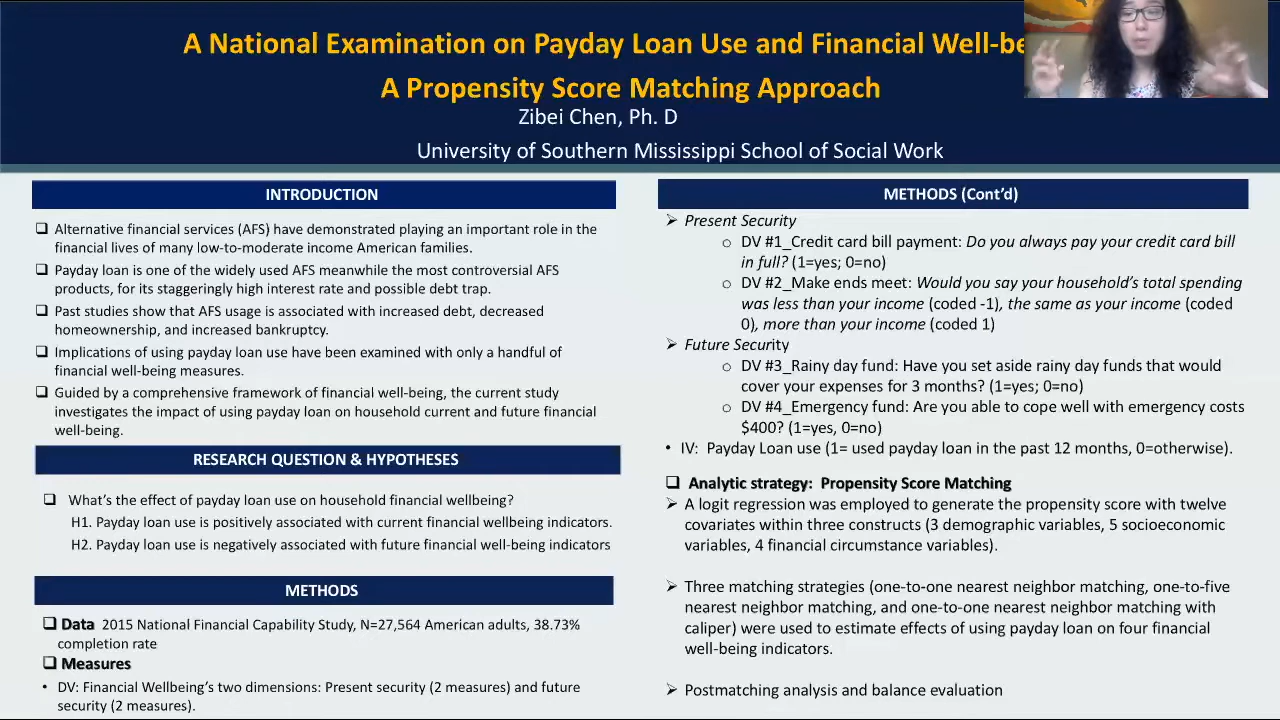 A National Examination on Payday Loan Use and Financial Well-be
A Propensity Score Matching Approach
Zibei Chen, Ph. D
University of Southern Mississippi School of Social Work
INTRODUCTION
❑ Alternative financial services (AFS) have demonstrated playing an important role in the
financial lives of many low-to-moderate income American families.
❑ Payday loan is one of the widely used AFS meanwhile the most controversial AFS
products, for its staggeringly high interest rate and possible debt trap.
❑ Past studies show that AFS usage is associated with increased debt, decreased
homeownership, and increased bankruptcy.
❑ Implications of using payday loan use have been examined with only a handful of
financial well-being measures.
❑ Guided by a comprehensive framework of financial well-being, the current study
investigates the impact of using payday loan on household current and future financial
well-being.
RESEARCH QUESTION & HYPOTHESES
❑ What's the effect of payday loan use on household financial wellbeing?
H1. Payday loan use is positively associated with current financial wellbeing indicators.
H2. Payday loan use is negatively associated with future financial well-being indicators
METHODS
❑ Data 2015 National Financial Capability Study, N=27,564 American adults, 38.73%
completion rate
❑ Measures
• DV: Financial Wellbeing's two dimensions: Present security (2 measures) and future
security (2 measures).
METHODS (Cont'd)
➢ Present Security
o DV #1_Credit card bill payment: Do you always pay your credit card bill
in full? (1=yes; 0=no)
o DV #2_Make ends meet: Would you say your household's total spending
was less than your income (coded -1), the same as your income (coded
0), more than your income (coded 1)
➢ Future Security
o DV #3_Rainy day fund: Have you set aside rainy day funds that would
cover your expenses for 3 months? (1=yes; 0=no)
o DV #4_Emergency fund: Are you able to cope well with emergency costs
$400? (1=yes, 0=no)
• IV: Payday Loan use (1= used payday loan in the past 12 months, 0=otherwise).
❑ Analytic strategy: Propensity Score Matching
➢ A logit regression was employed to generate the propensity score with twelve
covariates within three constructs (3 demographic variables, 5 socioeconomic
variables, 4 financial circumstance variables).
➢ Three matching strategies (one-to-one nearest neighbor matching, one-to-five
nearest neighbor matching, and one-to-one nearest neighbor matching with
caliper) were used to estimate effects of using payday loan on four financial
well-being indicators.
➢ Postmatching analysis and balance evaluation